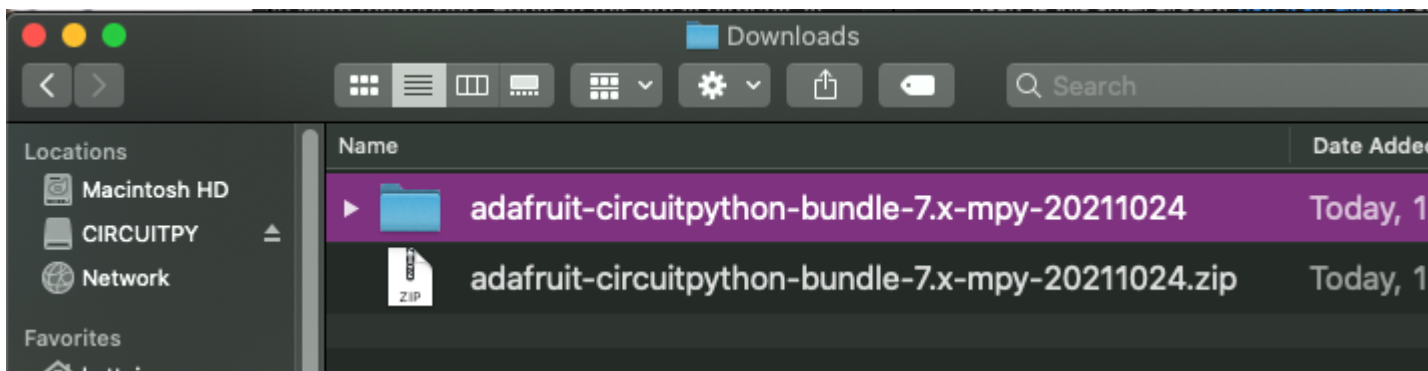 Downloads
Search
Locations
Name
Date Added
Macintosh HD
adafruit-circuitpython-bundle-7.x-mpy-20211024
Today, 1
CIRCUITPY
adafruit-circuitpython-bundle-7.x-mpy-20211024.zip
Today, 1
ZIP
Network
Favorites